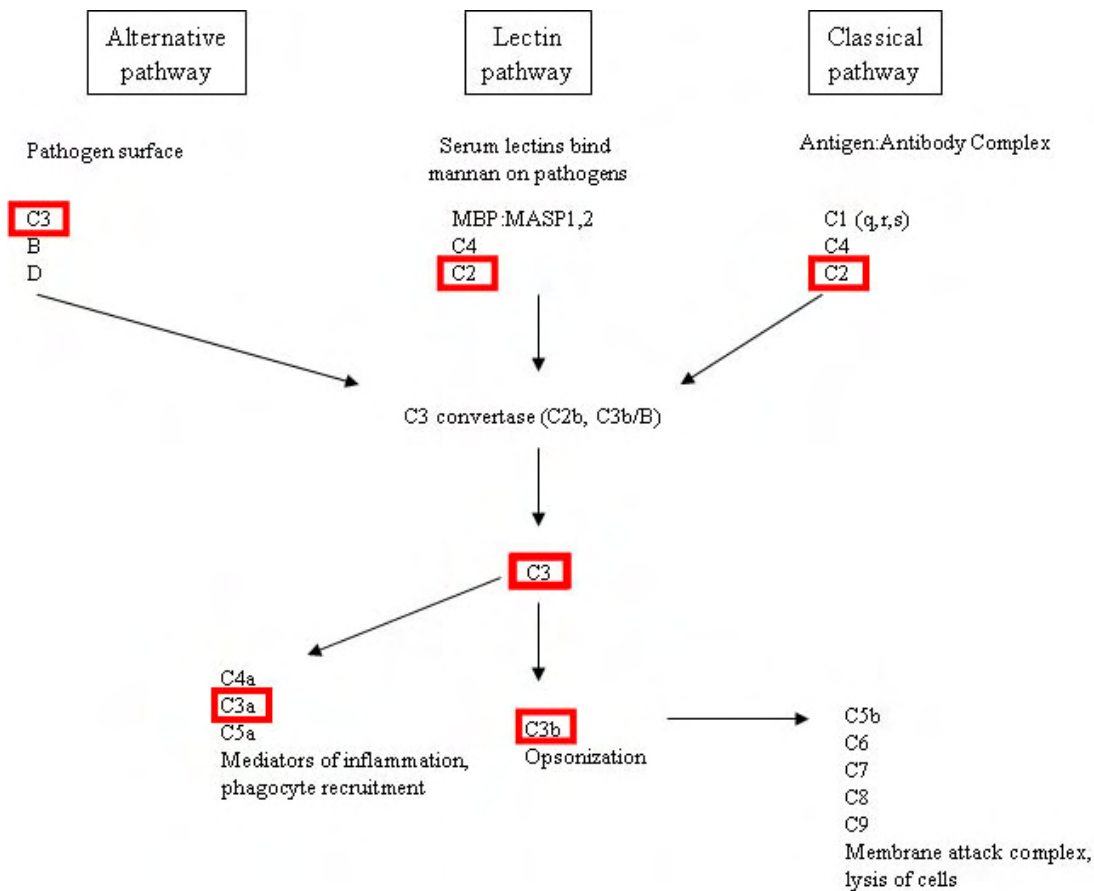 Alternative
pathway
Lectin
pathway
Classical
pathway
Pathogen surface
C3
B
D
Serum lectins bind
mannan on pathogens
MBP:MASP1,2
C4
C2
Antigen:Antibody Complex
C1 (q,r,s)
C4
C2
C3 convertase (C2b, C3b/B)
C3
C4a
C3a
C5a
Mediators of inflammation,
phagocyte recruitment
C3b
Opsonization
C5b
C6
C7
C8
C9
Membrane attack complex,
lysis of cells